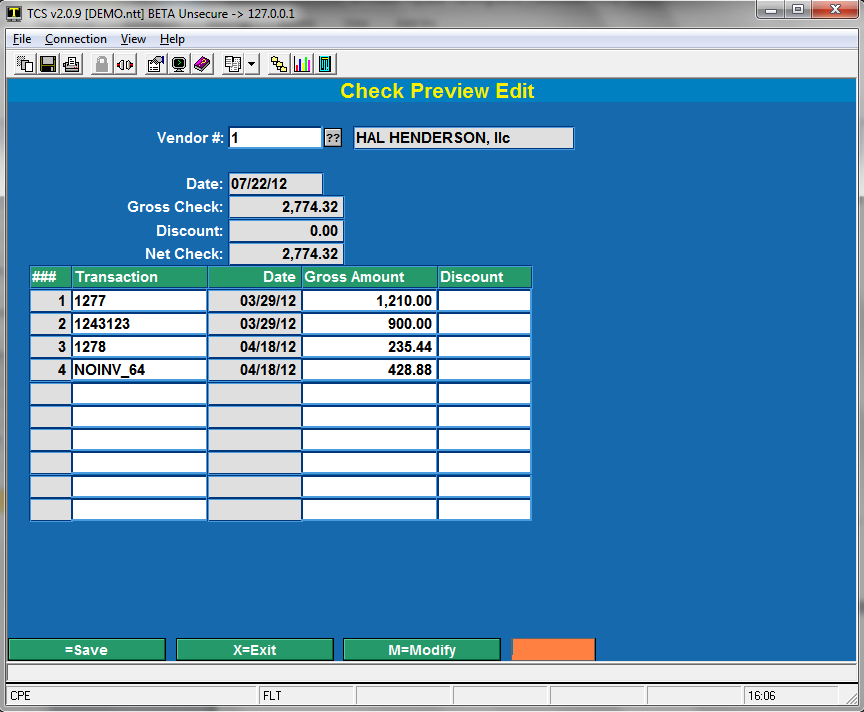 TCS v2.0.9 [DEMO.ntt] BETA Unsecure -> 127.0.0.1
File Connection View Help
Check Preview Edit
Vendor #: 1 ?? HAL HENDERSON, llc
Date: 07/22/12
Gross Check: 2,774.32
Discount: 0.00
Net Check: 2,774.32
### Transaction Date Gross Amount Discount
1 1277 03/29/12 1,210.00
2 1243123 03/29/12 900.00
3 1278 04/18/12 235.44
4 NOINV_64 04/18/12 428.88
=Save X=Exit M=Modify
CPE FLT 16:06